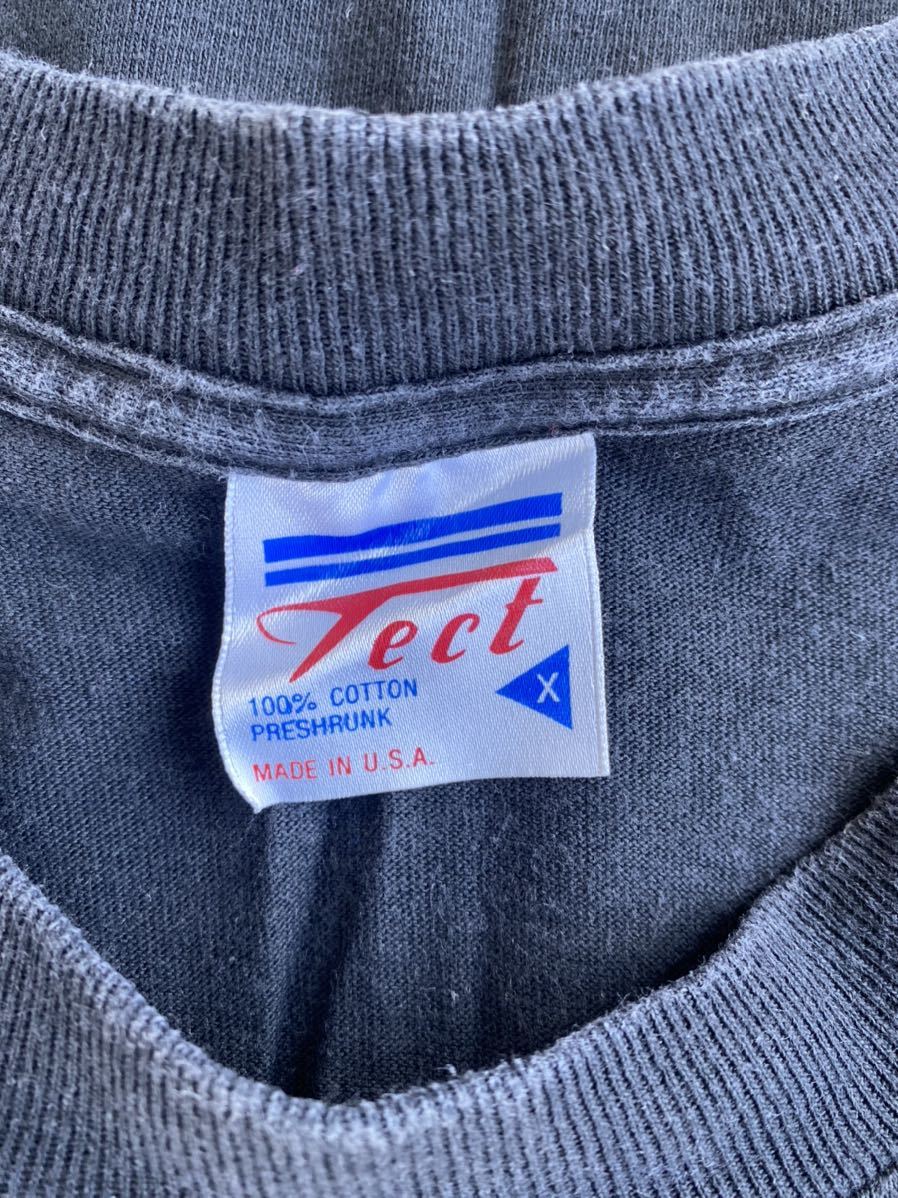 Tect
100% COTTON
PRESHRUNK
X
MADE IN U.S.A.